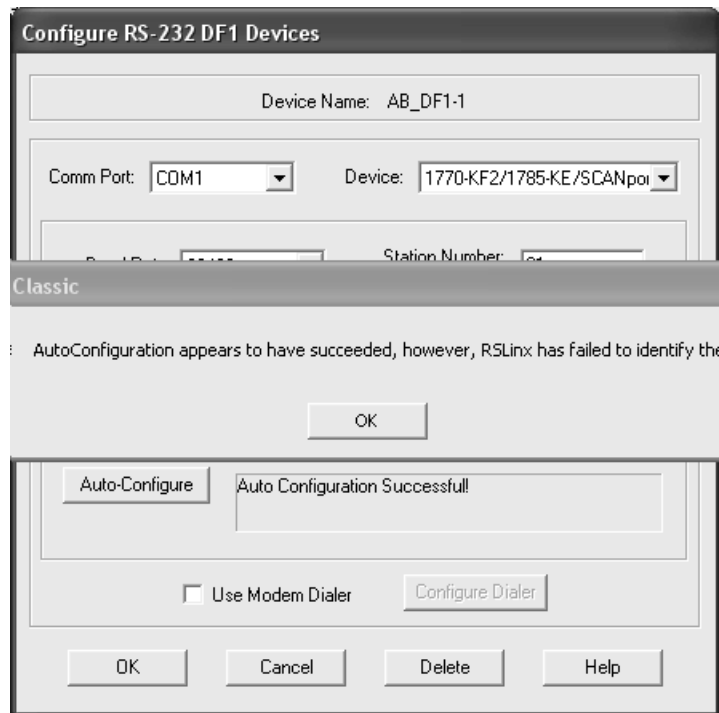 Configure RS-232 DF1 Devices
Device Name: AB_DF1-1
Comm Port: COM1 Device: 1770-KF2/1785-KE/SCANpor
Station Number:
Classic
AutoConfiguration appears to have succeeded, however, RSLinx has failed to identify the
OK
Auto-Configure Auto Configuration Successful!
Use Modem Dialer Configure Dialer
OK Cancel Delete Help